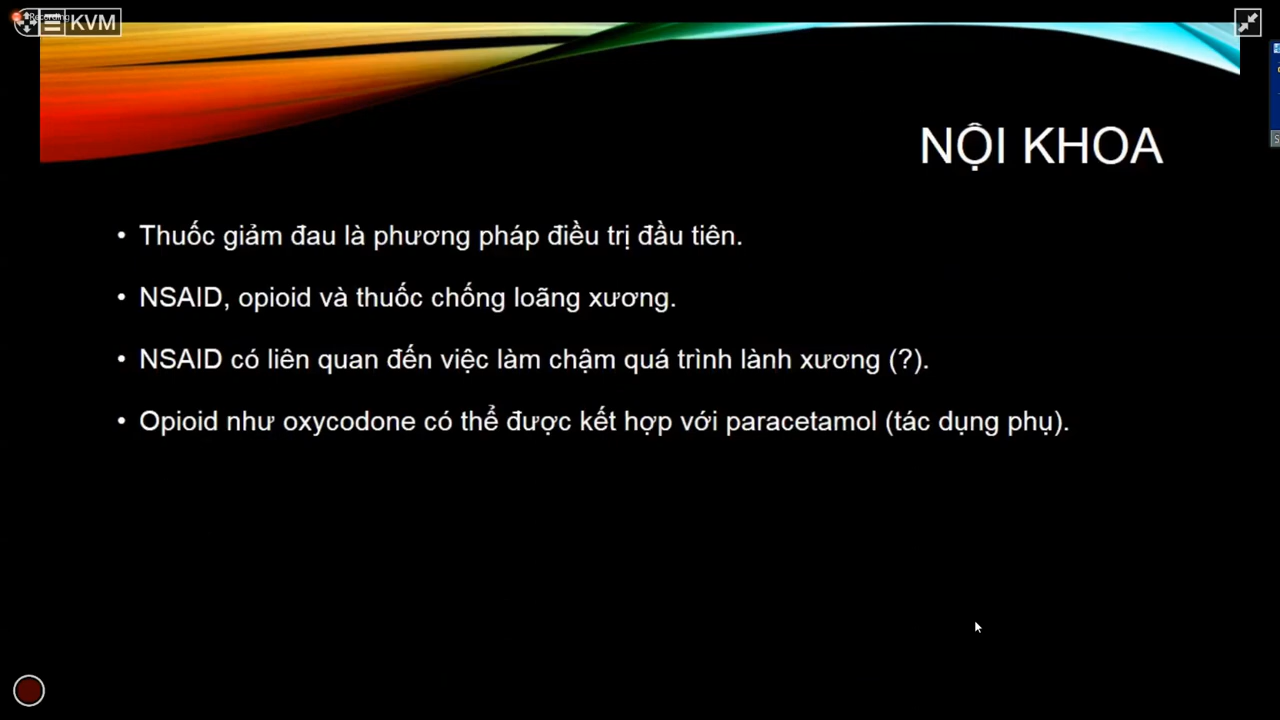 Recording
KVM
NỘI KHOA
• Thuốc giảm đau là phương pháp điều trị đầu tiên.
• NSAID, opioid và thuốc chống loãng xương.
• NSAID có liên quan đến việc làm chậm quá trình lành xương (?).
• Opioid như oxycodone có thể được kết hợp với paracetamol (tác dụng phụ).